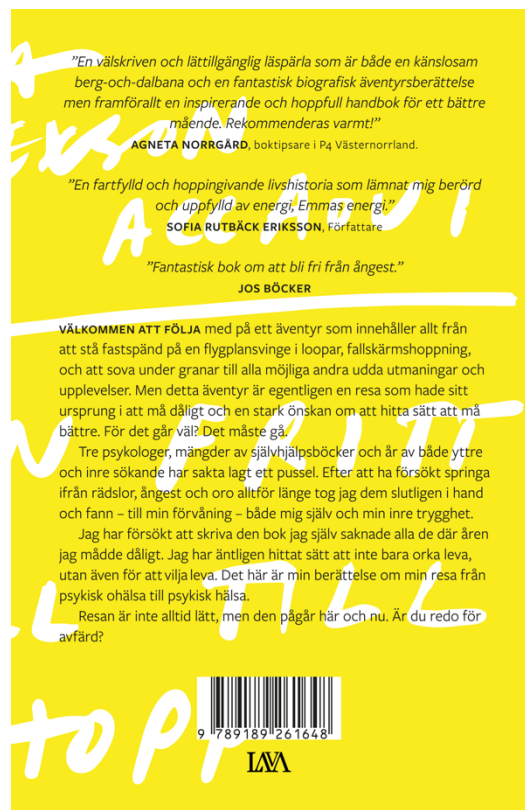 ”En välskriven och lättillgänglig läspärla som är både en känslosam
berg-och-dalbana och en fantastisk biografisk äventyrsberättelse
men framförallt en inspirerande och hoppfull handbok för ett bättre
mående. Rekommenderas varmt!”
AGNETA NORRGÅRD, boktipsare i P4 Västernorrland.
”En fartfylld och hoppingivande livshistoria som lämnat mig berörd
och uppfylld av energi, Emmas energi.”
SOFIA RUTBÄCK ERIKSSON, Författare
”Fantastisk bok om att bli fri från ångest.”
JOS BÖCKER
VÄLKOMMEN ATT FÖLJA med på ett äventyr som innehåller allt från
att stå fastspänd på en flygplansvinge i loopar, fallskärmshoppning,
och att sova under granar till alla möjliga andra udda utmaningar och
upplevelser. Men detta äventyr är egentligen en resa som hade sitt
ursprung i att må dåligt och en stark önskan om att hitta sätt att må
bättre. För det går väl? Det måste gå.
Tre psykologer, mängder av självhjälpsböcker och år av både yttre
och inre sökande har sakta lagt ett pussel. Efter att ha försökt springa
ifrån rädslor, ångest och oro alltför länge tog jag dem slutligen i hand
och fann – till min förvåning – både mig själv och min inre trygghet.
Jag har försökt att skriva den bok jag själv saknade alla de där åren
jag mådde dåligt. Jag har äntligen hittat sätt att inte bara orka leva,
utan även för att vilja leva. Det här är min berättelse om min resa från
psykisk ohälsa till psykisk hälsa.
Resan är inte alltid lätt, men den pågår här och nu. Är du redo för
avfärd?
FRITT
TILL
HOPP
9 789189 261648
LAVA